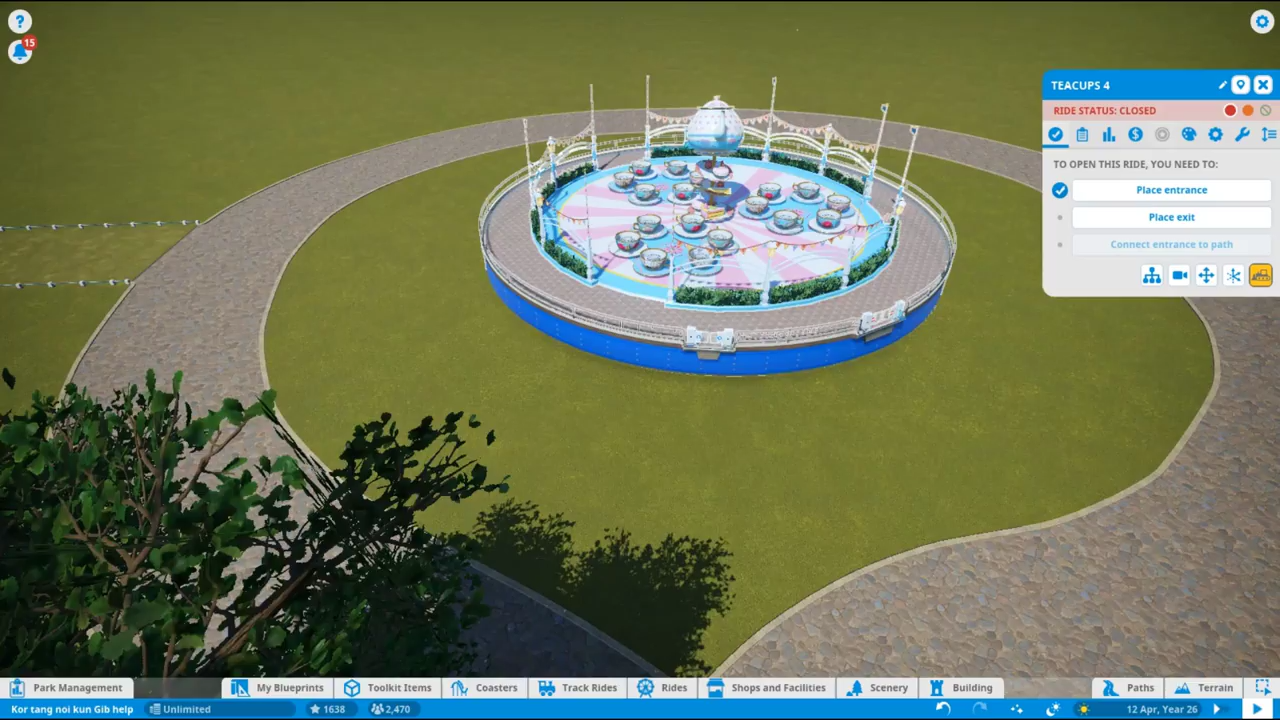 ?
15
TEACUPS 4
RIDE STATUS: CLOSED
TO OPEN THIS RIDE, YOU NEED TO:
Place entrance
Place exit
Connect entrance to path
Park Management
My Blueprints
Toolkit Items
Coasters
Track Rides
Rides
Shops and Facilities
Scenery
Building
Paths
Terrain
Kor tang noi kun Gib help
Unlimited
1638
2,470
12 Apr, Year 26